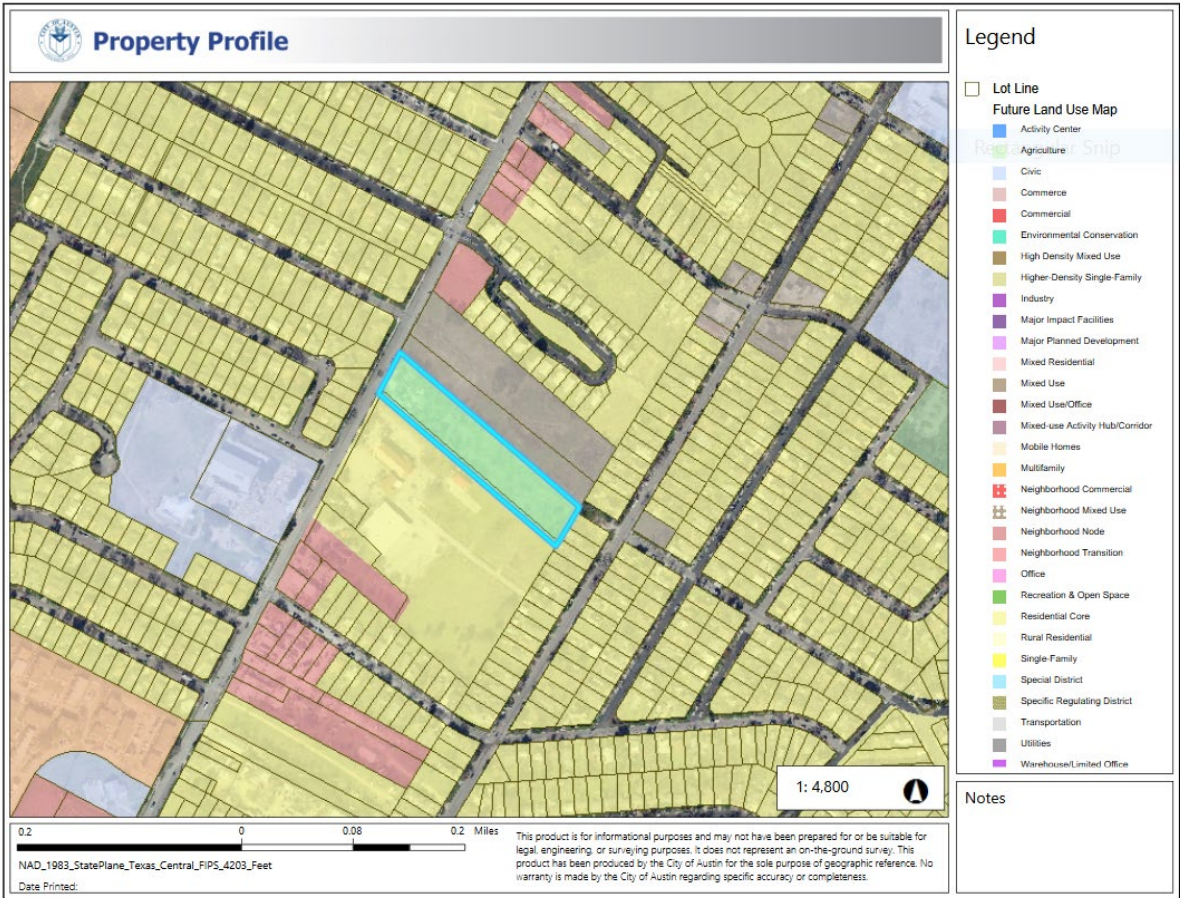 Property Profile
Legend
Lot Line
Future Land Use Map
Activity Center
Agriculture
Civic
Commerce
Commercial
Environmental Conservation
High Density Mixed Use
Higher-Density Single-Family
Industry
Major Impact Facilities
Major Planned Development
Mixed Residential
Mixed Use
Mixed Use/Office
Mixed-use Activity Hub/Corridor
Mobile Homes
Multifamily
Neighborhood Commercial
Neighborhood Mixed Use
Neighborhood Node
Neighborhood Transition
Office
Recreation & Open Space
Residential Core
Rural Residential
Single-Family
Special District
Specific Regulating District
Transportation
Utilities
Warehouse/Limited Office
Rectangular Snip
1: 4,800
Notes
0.2 0 0.08 0.2 Miles
NAD_1983_StatePlane_Texas_Central_FIPS_4203_Feet
Date Printed:
This product is for informational purposes and may not have been prepared for or be suitable for
legal, engineering, or surveying purposes. It does not represent an on-the-ground survey. This
product has been produced by the City of Austin for the sole purpose of geographic reference. No
warranty is made by the City of Austin regarding specific accuracy or completeness.